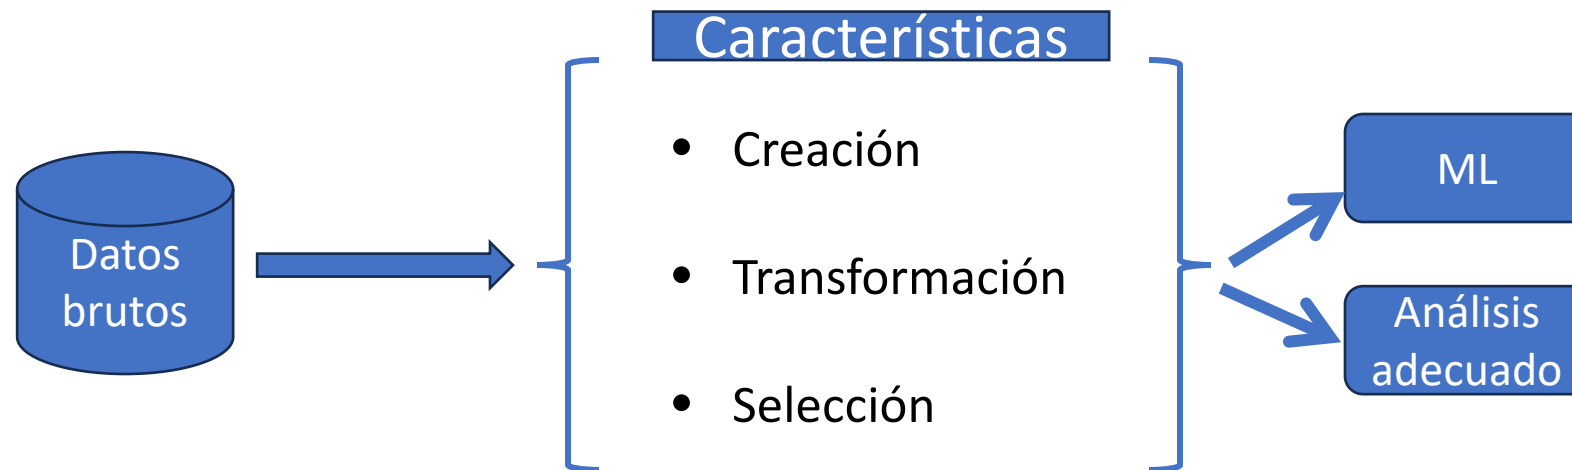 Características
Datos
brutos
• Creación
• Transformación
• Selección
ML
Análisis
adecuado